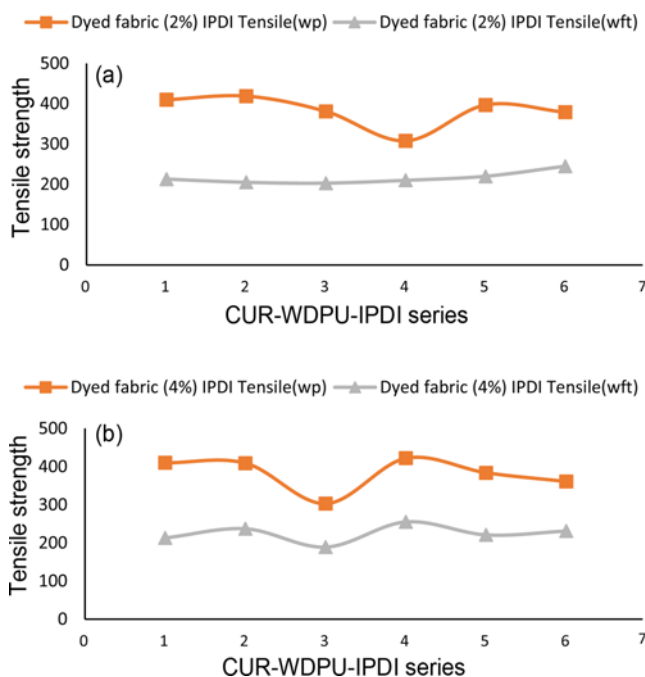 Dyed fabric (2%) IPDI Tensile(wp) Dyed fabric (2%) IPDI Tensile(wft)
(a)
Tensile strength
500
400
300
200
100
0
0 1 2 3 4 5 6 7
CUR-WDPU-IPDI series
Dyed fabric (4%) IPDI Tensile(wp) Dyed fabric (4%) IPDI Tensile(wft)
(b)
Tensile strength
500
400
300
200
100
0
0 1 2 3 4 5 6 7
CUR-WDPU-IPDI series